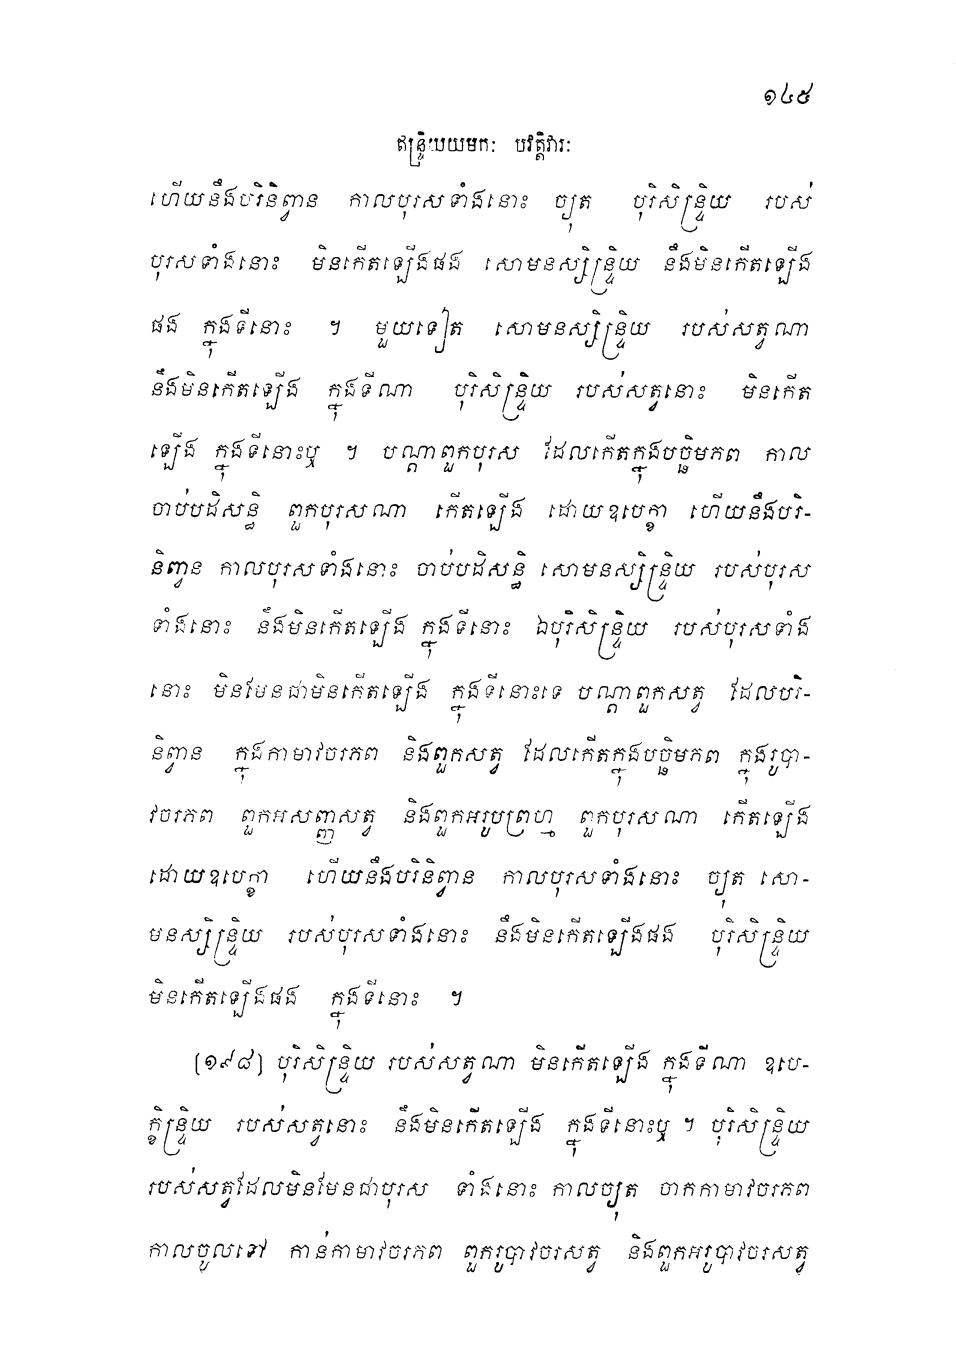 ១៤៥
ឥន្ទ្រិយយមកៈ បវត្តិវារៈ
ហើយនឹងបរិនិព្វាន កាលបុរសទាំងនោះ ច្យុត បុរិសិន្ទ្រិយ របស់
បុរសទាំងនោះ មិនកើតឡើងផង សោមនស្សិន្ទ្រិយ នឹងមិនកើតឡើង
ផង ក្នុងទីនោះ ។ មួយទៀត សោមនស្សិន្ទ្រិយ របស់សត្វណា
នឹងមិនកើតឡើង ក្នុងទីណា បុរិសិន្ទ្រិយ របស់សត្វនោះ មិនកើត
ឡើង ក្នុងទីនោះឬ ។ បណ្តាពួកបុរស ដែលកើតក្នុងបច្ឆិមភព កាល
ចាប់បដិសន្ធិ ពួកបុរសណា កើតឡើង ដោយឧបេក្ខា ហើយនឹងបរិ-
និព្វាន កាលបុរសទាំងនោះ ចាប់បដិសន្ធិ សោមនស្សិន្ទ្រិយ របស់បុរស
ទាំងនោះ នឹងមិនកើតឡើង ក្នុងទីនោះ ឯបុរិសិន្ទ្រិយ របស់បុរសទាំង
នោះ មិនមែនជាមិនកើតឡើង ក្នុងទីនោះទេ បណ្តាពួកសត្វ ដែលបរិ-
និព្វាន ក្នុងកាមាវចរភព និងពួកសត្វ ដែលកើតក្នុងបច្ឆិមភព ក្នុងរូបា-
វចរភព ពួកអសញ្ញសត្វ និងពួកអរូបព្រហ្ម ពួកបុរសណា កើតឡើង
ដោយឧបេក្ខា ហើយនឹងបរិនិព្វាន កាលបុរសទាំងនោះ ច្យុត សោ-
មនស្សិន្ទ្រិយ របស់បុរសទាំងនោះ នឹងមិនកើតឡើងផង បុរិសិន្ទ្រិយ
មិនកើតឡើងផង ក្នុងទីនោះ ។
(១៩៨) បុរិសិន្ទ្រិយ របស់សត្វណា មិនកើតឡើង ក្នុងទីណា ឧបេ-
ក្ខិន្ទ្រិយ របស់សត្វនោះ នឹងមិនកើតឡើង ក្នុងទីនោះឬ ។ បុរិសិន្ទ្រិយ
របស់សត្វដែលមិនមែនជាបុរស ទាំងនោះ កាលច្យុត ចាកកាមាវចរភព
កាលចូលទៅ កាន់កាមាវចរភព ពួករូបាវចរសត្វ និងពួកអរូបាវចរសត្វ